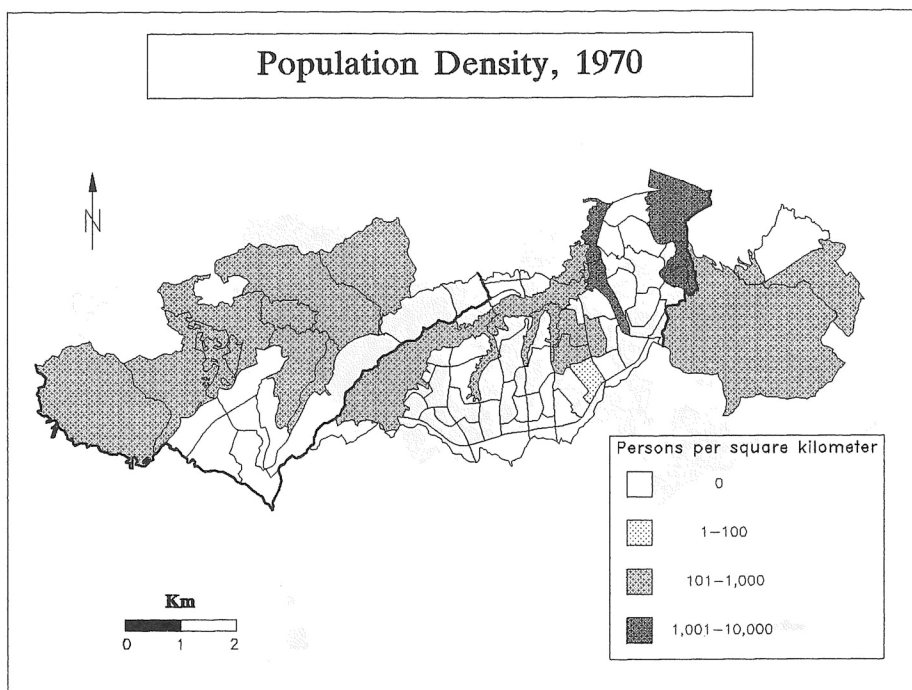 Population Density, 1970
N
Persons per square kilometer
0
1–100
101–1,000
1,001–10,000
Km
0 1 2